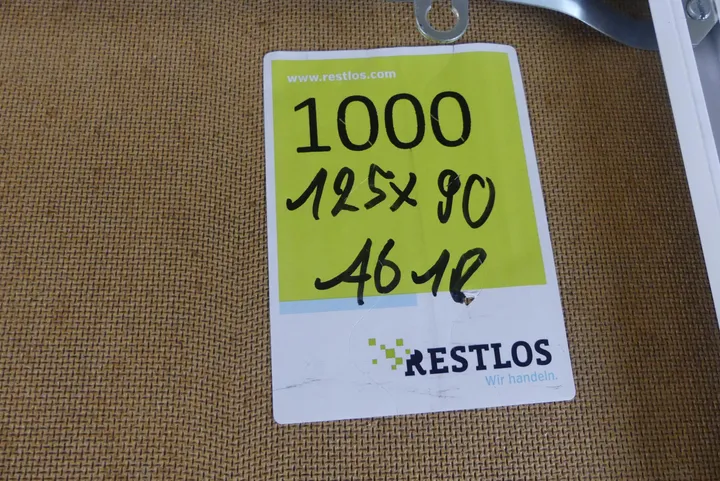 www.restlos.com
1000
125x90
RESTLOS
Wir handeln.